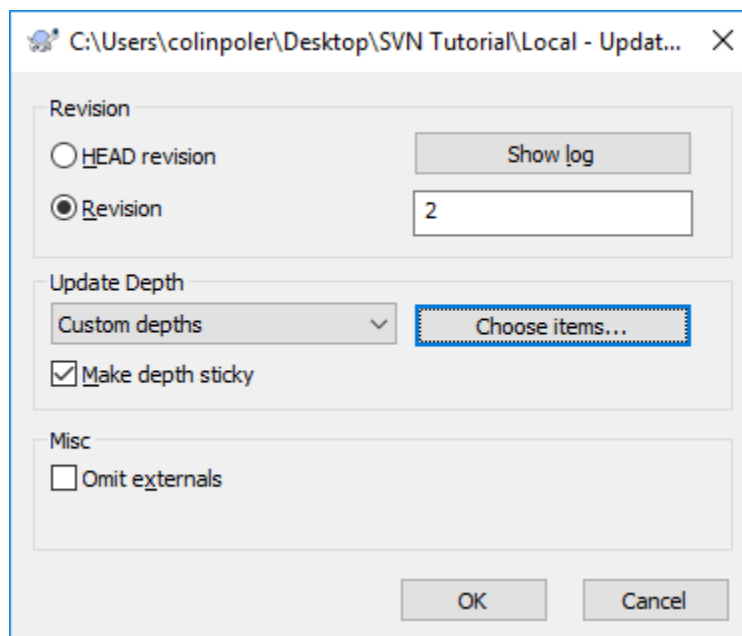 C:\Users\colinpoler\Desktop\SVN Tutorial\Local - Updat...
Revision
HEAD revision
Show log
Revision
2
Update Depth
Custom depths
Choose items...
Make depth sticky
Misc
Omit externals
OK
Cancel